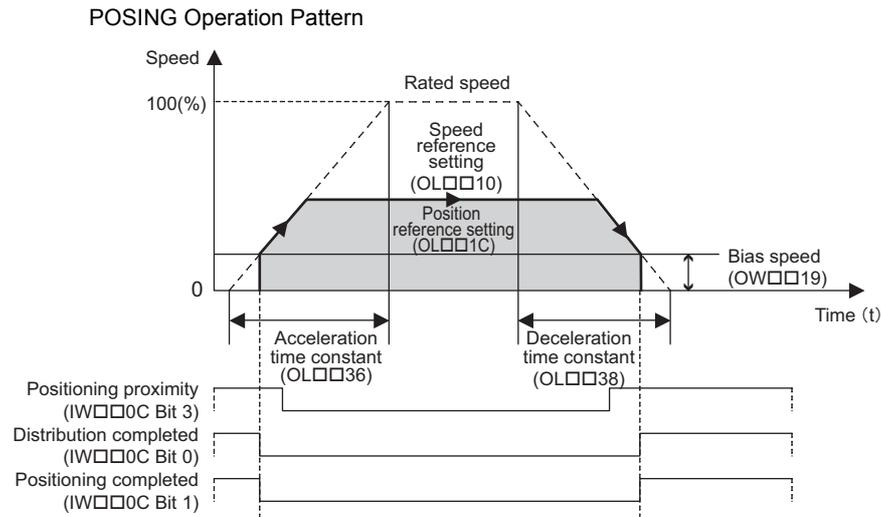 POSING Operation Pattern
Speed
Rated speed
100(%)
Speed
reference
setting
(OL□□10)
Position
reference setting
(OL□□1C)
Bias speed
(OW□□19)
0
Time (t)
Acceleration
time constant
(OL□□36)
Deceleration
time constant
(OL□□38)
Positioning proximity
(IW□□0C Bit 3)
Distribution completed
(IW□□0C Bit 0)
Positioning completed
(IW□□0C Bit 1)